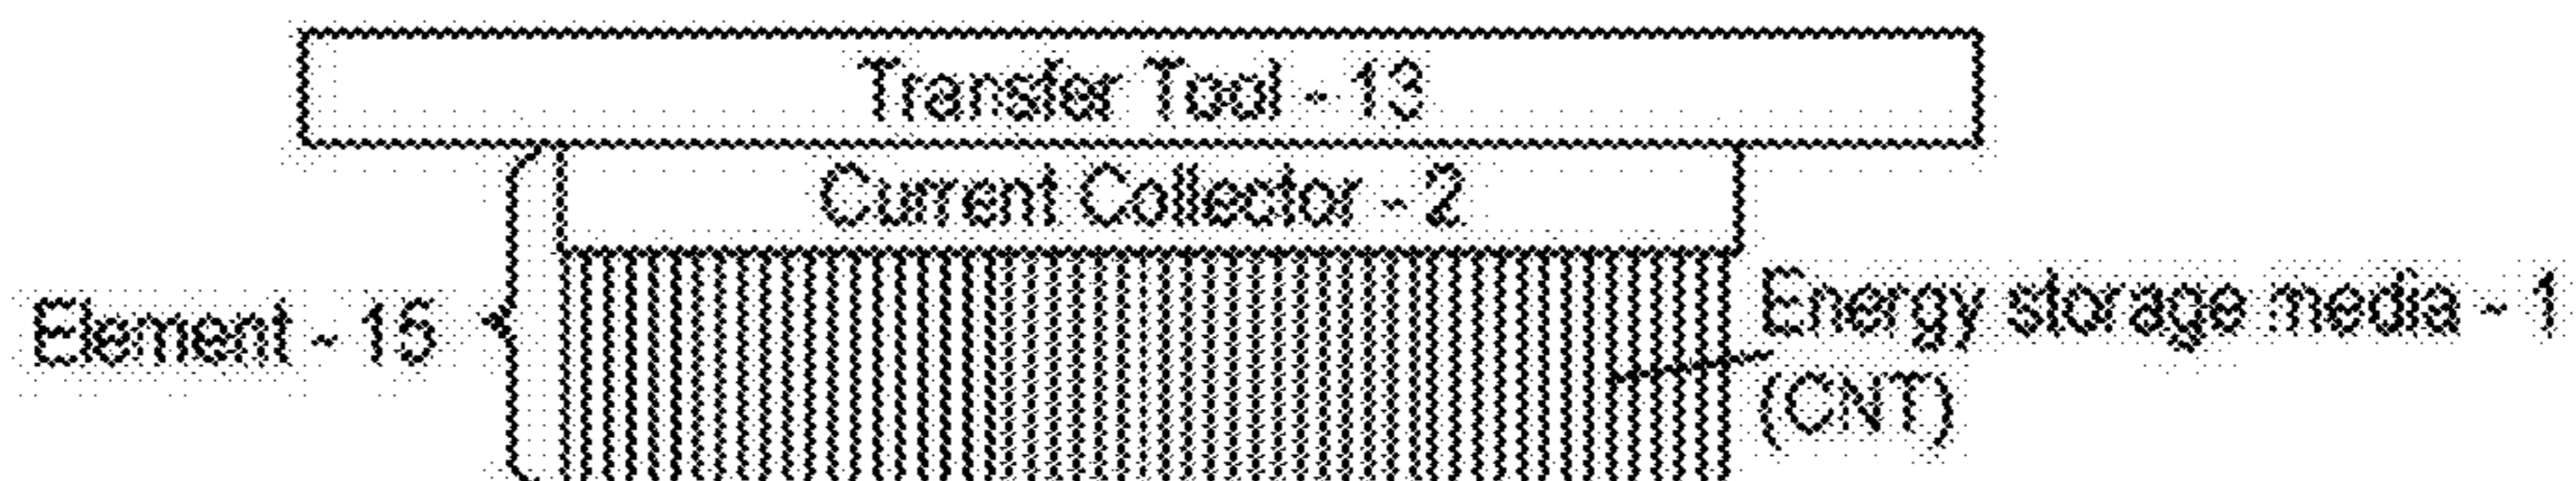 Transfer Tool - 13
Current Collector - 2
Element - 15
Energy storage media - 1
(CNT)